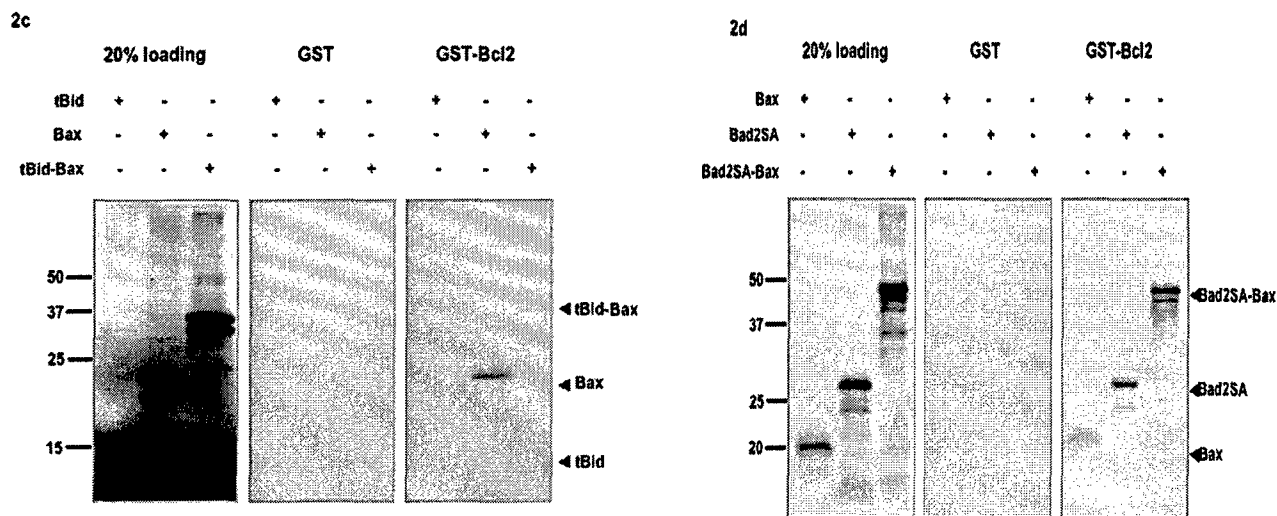 2c
20% loading GST GST-Bcl2
tBid + - - + - - + - -
Bax - + - - + - - + -
tBid-Bax - - + - - + - - +
50
37
25
15
tBid-Bax
Bax
tBid
2d
20% loading GST GST-Bcl2
Bax + - - + - - + - -
Bad2SA - + - - + - - + -
Bad2SA-Bax - - + - - + - - +
50
37
25
20
Bad2SA-Bax
Bad2SA
Bax